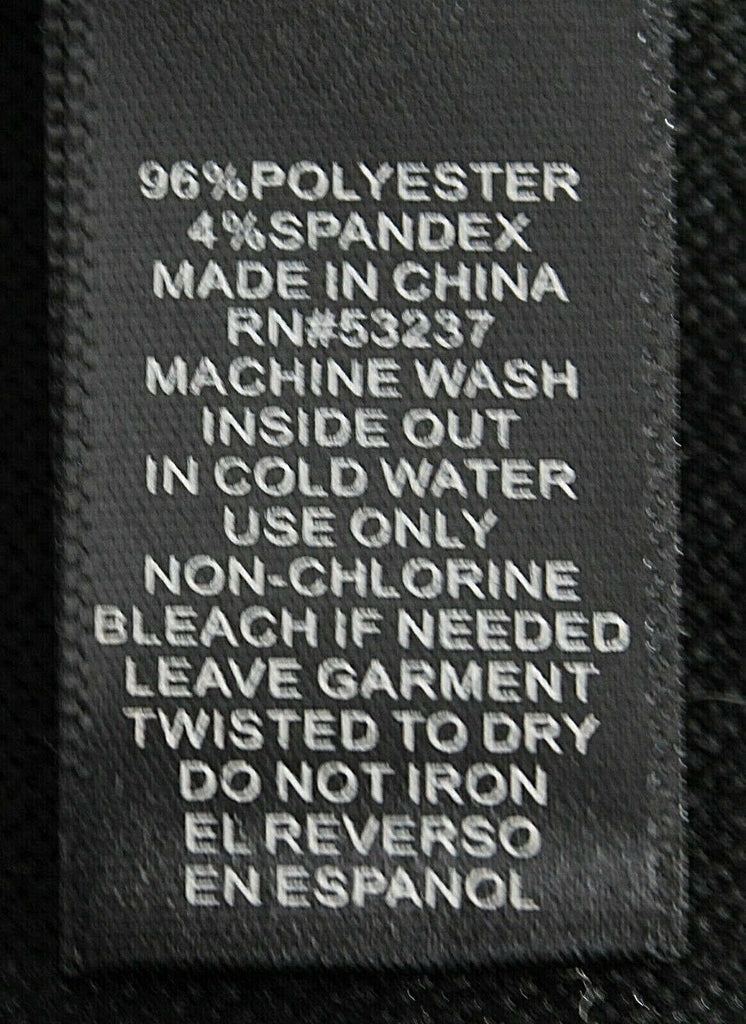 96%POLYESTER
4%SPANDEX
MADE IN CHINA
RN#53237
MACHINE WASH
INSIDE OUT
IN COLD WATER
USE ONLY
NON-CHLORINE
BLEACH IF NEEDED
LEAVE GARMENT
TWISTED TO DRY
DO NOT IRON
EL REVERSO
EN ESPANOL